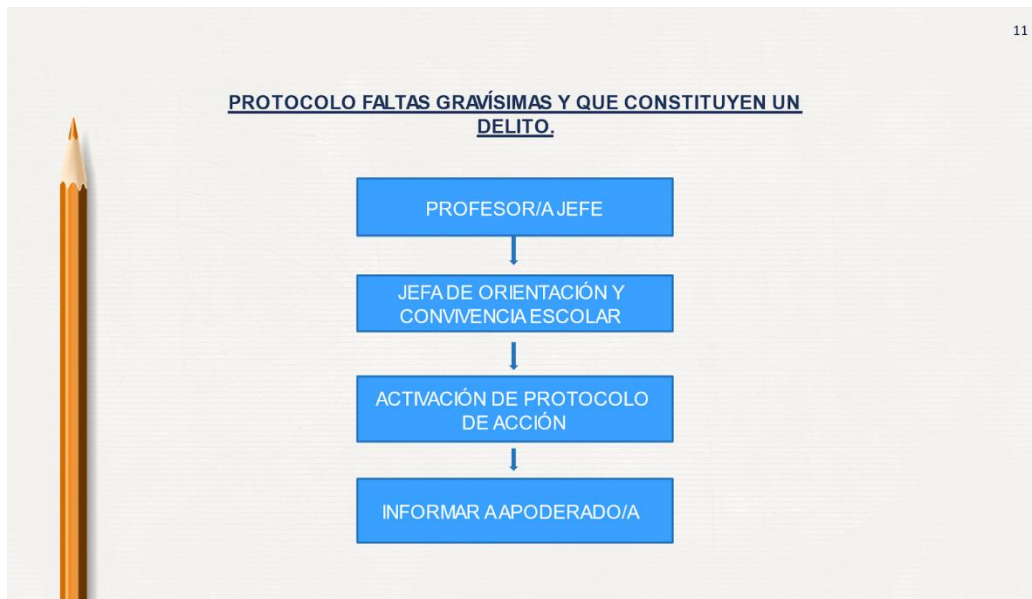 11
PROTOCOLO FALTAS GRAVÍSIMAS Y QUE CONSTITUYEN UN
DELITO.
PROFESOR/A JEFE
JEFA DE ORIENTACIÓN Y
CONVIVENCIA ESCOLAR
ACTIVACIÓN DE PROTOCOLO
DE ACCIÓN
INFORMAR A APODERADO/A